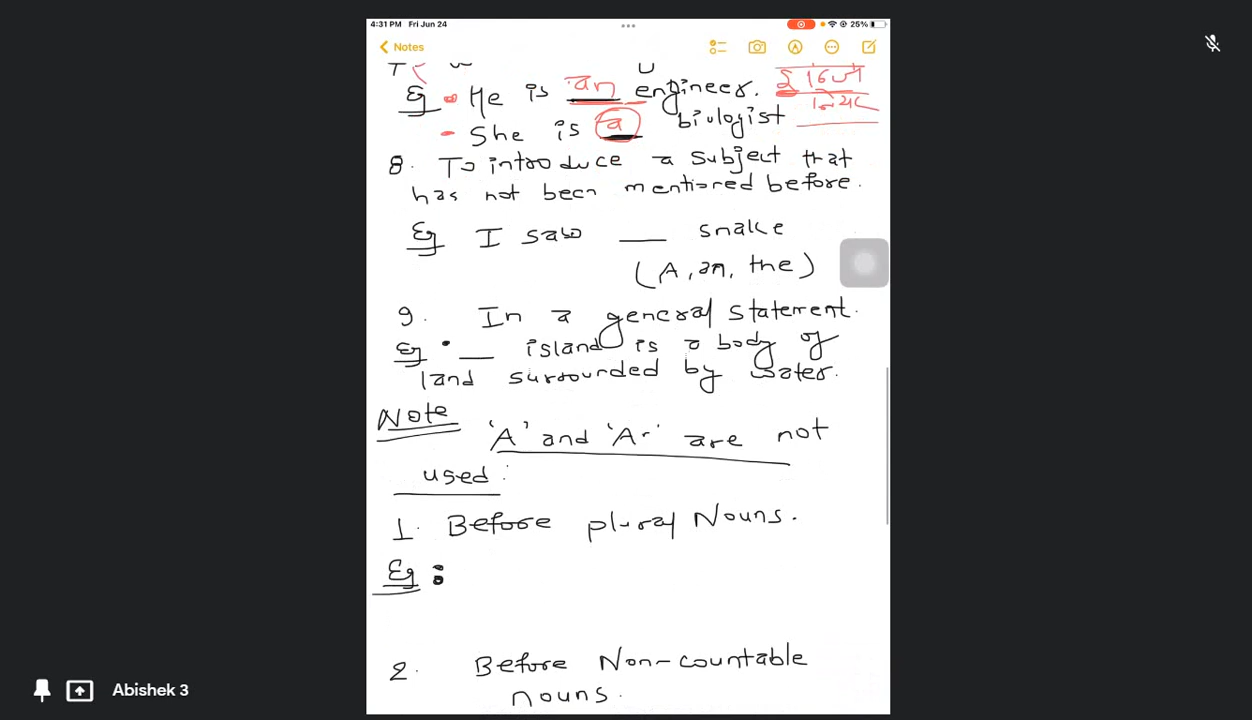 4:31 PM Fri Jun 24
25%
Notes
Eg He is an engineer.
She is a biologist
8. To introduce a subject that
has not been mentioned before.
Eg I saw ___ snake
(A, an, the)
9. In a general statement.
Eg • ___ island is a body of
land surrounded by water.
Note
'A' and 'An' are not
used:
1. Before plural Nouns.
Eg :
2. Before Non-countable
nouns.
Abishek 3